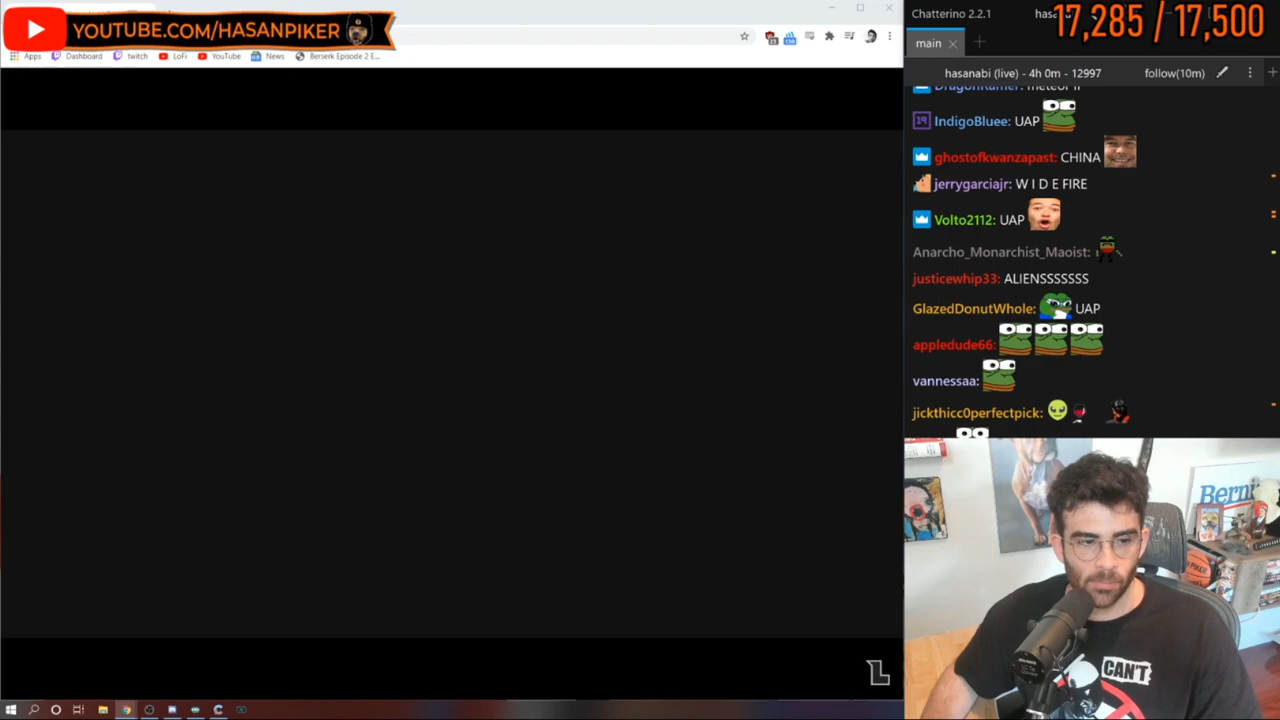 YOUTUBE.COM/HASANPIKER
Apps Dashboard twitch LoFi YouTube News Berserk Episode 2 E...
Chatterino 2.2.1
17,285 / 17,500
main
hasanabi (live) - 4h 0m - 12997 follow(10m)
IndigoBluee: UAP
ghostofkwanzapast: CHINA
jerrygarciajr: W I D E FIRE
Volto2112: UAP
Anarcho_Monarchist_Maoist:
justicewhip33: ALIENSSSSSSS
GlazedDonutWhole: UAP
appledude66:
vannessaa:
jickthicc0perfectpick:
Bern
CAN'T